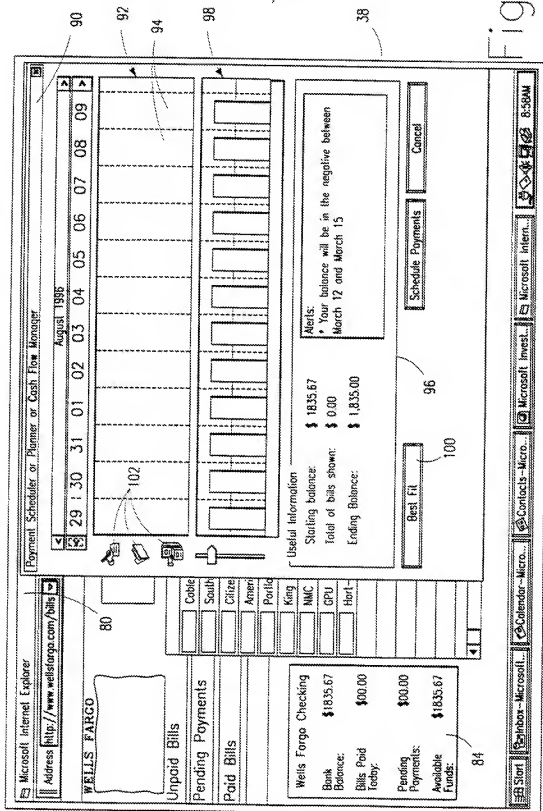 90
92
94
98
38
Fig
Microsoft Internet Explorer
80
Address http://www.wellsfargo.com/bills
Payment Scheduler or Planner or Cash Flow Manager
August 1996
29 30 31 01 02 03 04 05 06 07 08 09
102
WELLS FARGO
Unpaid Bills
Pending Payments
Paid Bills
Cable
South
Citize
Ameri
Portla
King
NMC
GPU
Hart-
Wells Fargo Checking
Bank Balance: $1835.67
Bills Paid Today: $00.00
Pending Payments: $00.00
Available Funds: $1835.67
84
Useful Information
Starting balance: $ 1835.67
Total of bills shown: $ 0.00
Ending Balance: $ 1,835.00
Alerts:
* Your balance will be in the negative between
March 12 and March 15
96
Best Fit
Schedule Payments
Cancel
100
Start
Inbox-Microsoft...
Calendar-Micro...
Contacts-Micro...
Microsoft Invest...
Microsoft Intern...
8:58AM